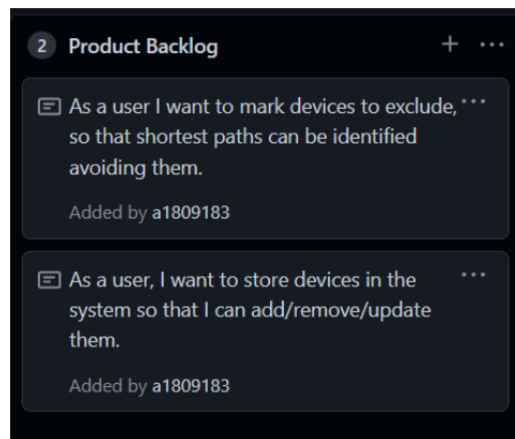 2 Product Backlog + ...
As a user I want to mark devices to exclude, ...
so that shortest paths can be identified
avoiding them.
Added by a1809183
As a user, I want to store devices in the ...
system so that I can add/remove/update
them.
Added by a1809183